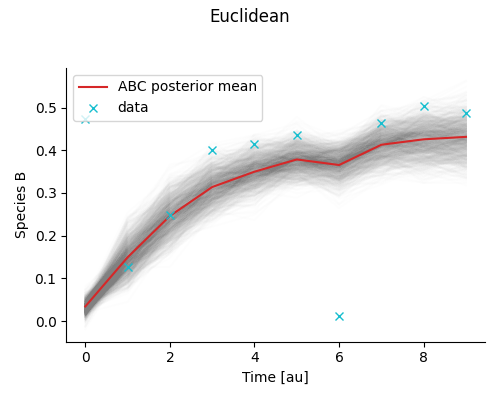 Euclidean
ABC posterior mean
data
Species B
0.5
0.4
0.3
0.2
0.1
0.0
0 2 4 6 8
Time [au]